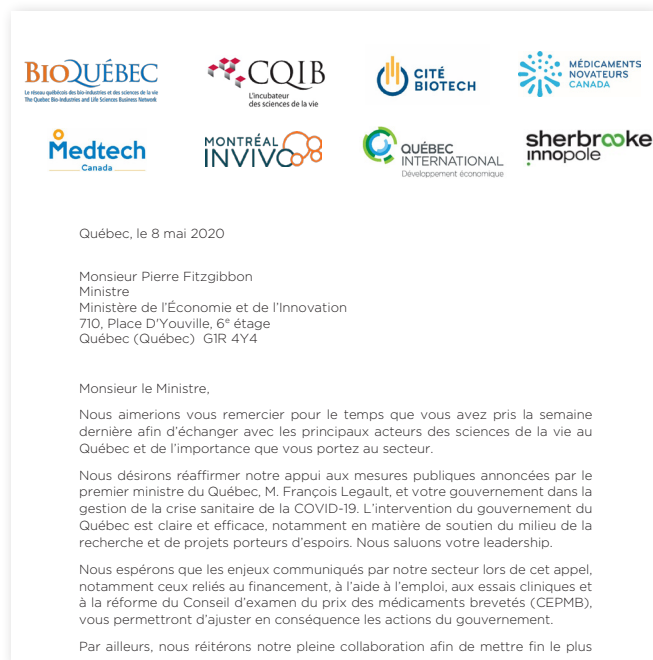 BIOQUÉBEC
Le réseau québécois des bio-industries et des sciences de la vie
The Quebec Bio-Industries and Life Sciences Business Network
CQIB
L'incubateur
des sciences de la vie
CITÉ
BIOTECH
MÉDICAMENTS
NOVATEURS
CANADA
Medtech
Canada
MONTRÉAL
INVIVO
QUÉBEC
INTERNATIONAL
Développement économique
sherbrooke
innopole
Québec, le 8 mai 2020
Monsieur Pierre Fitzgibbon
Ministre
Ministère de l'Économie et de l'Innovation
710, Place D'Youville, 6e étage
Québec (Québec) G1R 4Y4
Monsieur le Ministre,
Nous aimerions vous remercier pour le temps que vous avez pris la semaine
dernière afin d'échanger avec les principaux acteurs des sciences de la vie au
Québec et de l'importance que vous portez au secteur.
Nous désirons réaffirmer notre appui aux mesures publiques annoncées par le
premier ministre du Québec, M. François Legault, et votre gouvernement dans la
gestion de la crise sanitaire de la COVID-19. L'intervention du gouvernement du
Québec est claire et efficace, notamment en matière de soutien du milieu de la
recherche et de projets porteurs d'espoirs. Nous saluons votre leadership.
Nous espérons que les enjeux communiqués par notre secteur lors de cet appel,
notamment ceux reliés au financement, à l'aide à l'emploi, aux essais cliniques et
à la réforme du Conseil d'examen du prix des médicaments brevetés (CEPMB),
vous permettront d'ajuster en conséquence les actions du gouvernement.
Par ailleurs, nous réitérons notre pleine collaboration afin de mettre fin le plus